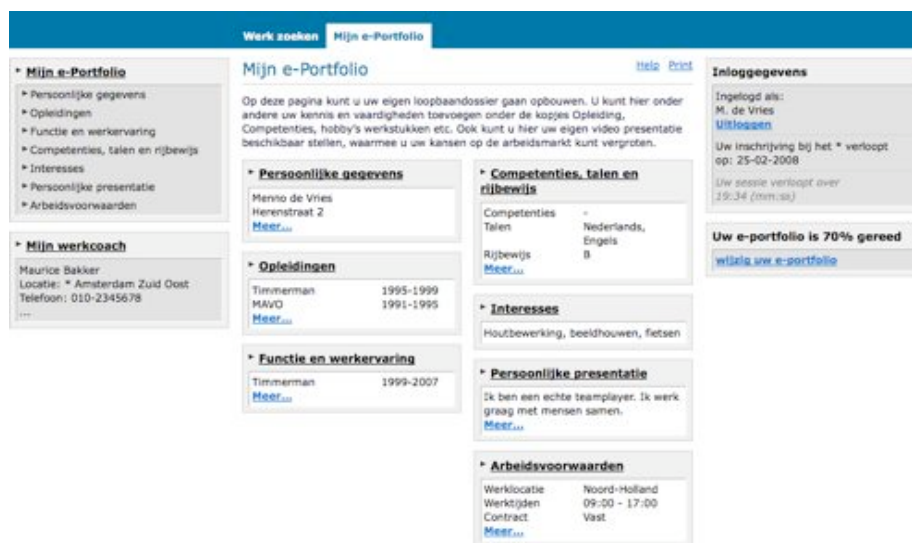 Werk zoeken
Mijn e-Portfolio
Mijn e-Portfolio
Persoonlijke gegevens
Opleidingen
Functie en werkervaring
Competenties, talen en rijbewijs
Interesses
Persoonlijke presentatie
Arbeidsvoorwaarden
Mijn werkcoach
Maurice Bakker
Locatie: * Amsterdam Zuid Oost
Telefoon: 010-2345678
...
Mijn e-Portfolio
Help Print
Op deze pagina kunt u uw eigen loopbaandossier gaan opbouwen. U kunt hier onder
andere uw kennis en vaardigheden toevoegen onder de kopjes Opleiding,
Competenties, hobby's werkstukken etc. Ook kunt u hier uw eigen video presentatie
beschikbaar stellen, waarmee u uw kansen op de arbeidsmarkt kunt vergroten.
Persoonlijke gegevens
Menno de Vries
Herenstraat 2
Meer...
Opleidingen
Timmerman 1995-1999
MAVO 1991-1995
Meer...
Functie en werkervaring
Timmerman 1999-2007
Meer...
Competenties, talen en
rijbewijs
Competenties -
Talen Nederlands,
Engels
Rijbewijs B
Meer...
Interesses
Houtbewerking, beeldhouwen, fietsen
Persoonlijke presentatie
Ik ben een echte teamplayer. Ik werk
graag met mensen samen.
Meer...
Arbeidsvoorwaarden
Werklocatie Noord-Holland
Werktijden 09:00 - 17:00
Contract Vast
Meer...
Inloggegevens
Ingelogd als:
M. de Vries
Uitloggen
Uw inschrijving bij het * verloopt
op: 25-02-2008
Uw sessie verloopt over
19:34 (mm:ss)
Uw e-portfolio is 70% gereed
wijzig uw e-portfolio